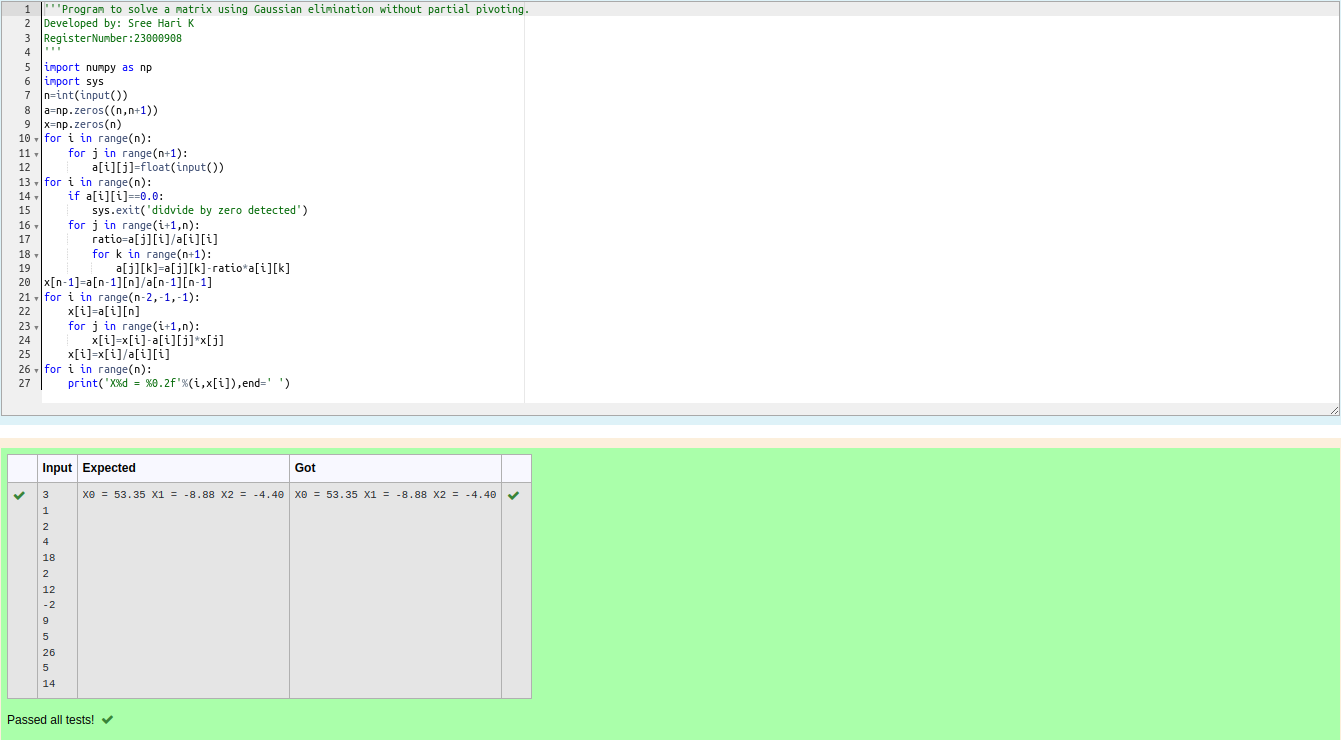 1 '''Program to solve a matrix using Gaussian elimination without partial pivoting.
2 Developed by: Sree Hari K
3 RegisterNumber:23000908
4 '''
5 import numpy as np
6 import sys
7 n=int(input())
8 a=np.zeros((n,n+1))
9 x=np.zeros(n)
10 for i in range(n):
11     for j in range(n+1):
12         a[i][j]=float(input())
13 for i in range(n):
14     if a[i][i]==0.0:
15         sys.exit('didvide by zero detected')
16     for j in range(i+1,n):
17         ratio=a[j][i]/a[i][i]
18         for k in range(n+1):
19             a[j][k]=a[j][k]-ratio*a[i][k]
20 x[n-1]=a[n-1][n]/a[n-1][n-1]
21 for i in range(n-2,-1,-1):
22     x[i]=a[i][n]
23     for j in range(i+1,n):
24         x[i]=x[i]-a[i][j]*x[j]
25     x[i]=x[i]/a[i][i]
26 for i in range(n):
27     print('X%d = %0.2f'%(i,x[i]),end=' ')
Input Expected Got
3 X0 = 53.35 X1 = -8.88 X2 = -4.40 X0 = 53.35 X1 = -8.88 X2 = -4.40
1
2
4
18
2
12
-2
9
5
26
5
14
Passed all tests!